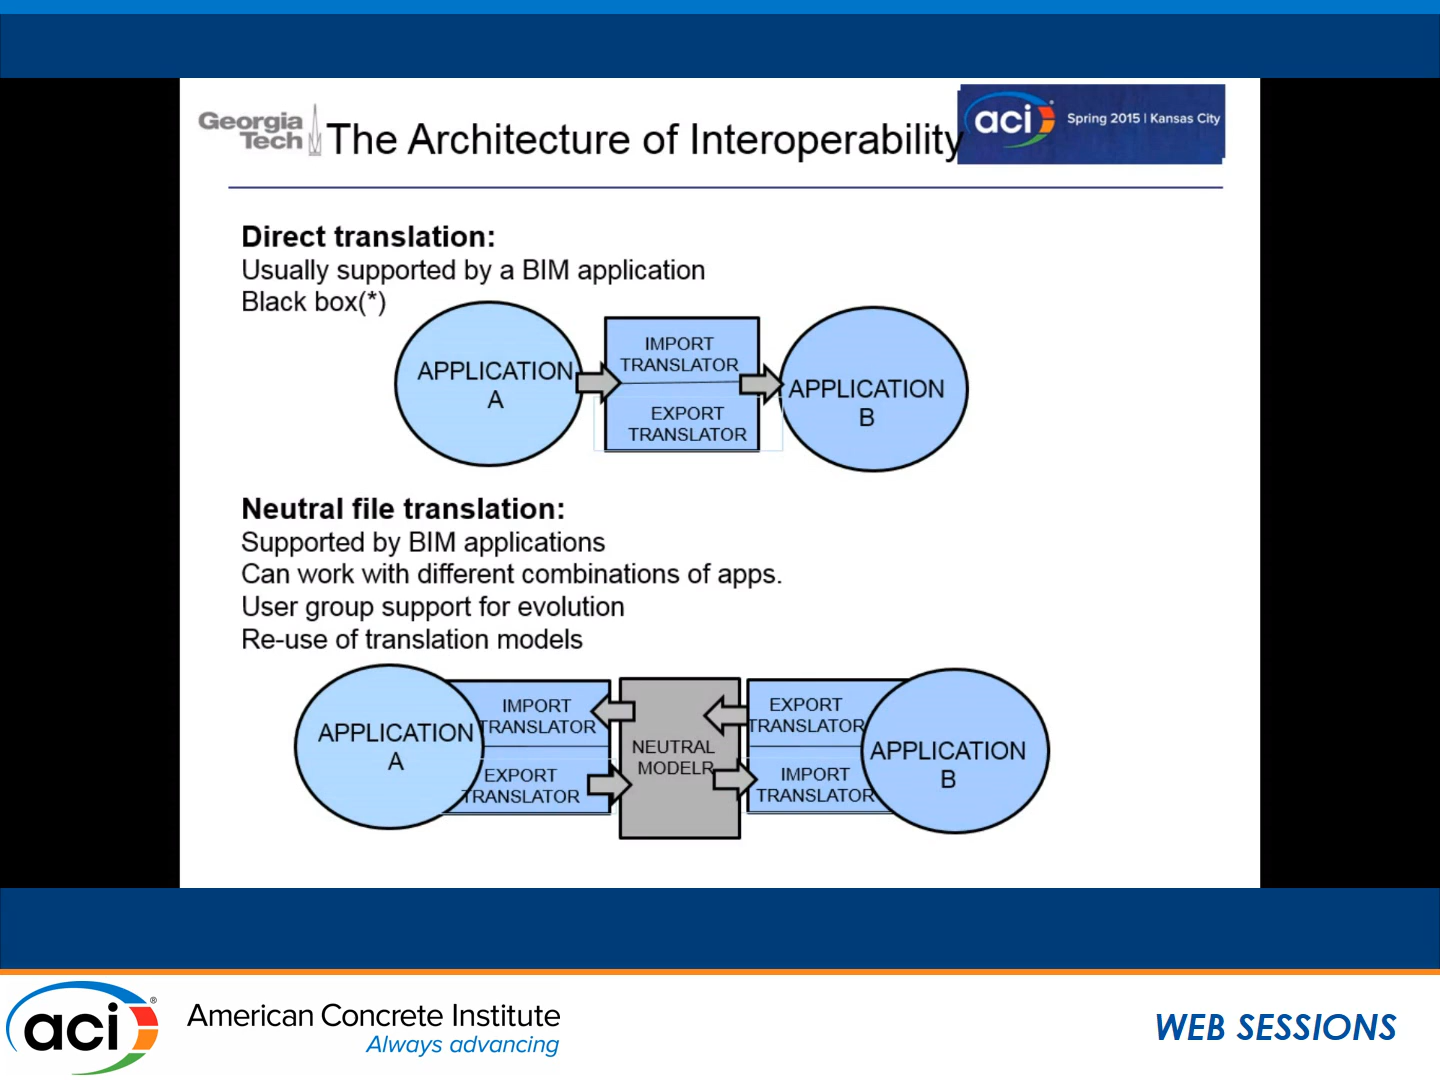 Georgia
Tech
The Architecture of Interoperability
aci
Spring 2015 | Kansas City
Direct translation:
Usually supported by a BIM application
Black box(*)
APPLICATION
A
IMPORT
TRANSLATOR
EXPORT
TRANSLATOR
APPLICATION
B
Neutral file translation:
Supported by BIM applications
Can work with different combinations of apps.
User group support for evolution
Re-use of translation models
APPLICATION
A
IMPORT
TRANSLATOR
EXPORT
TRANSLATOR
NEUTRAL
MODELR
EXPORT
TRANSLATOR
IMPORT
TRANSLATOR
APPLICATION
B
aci®
American Concrete Institute
Always advancing
WEB SESSIONS